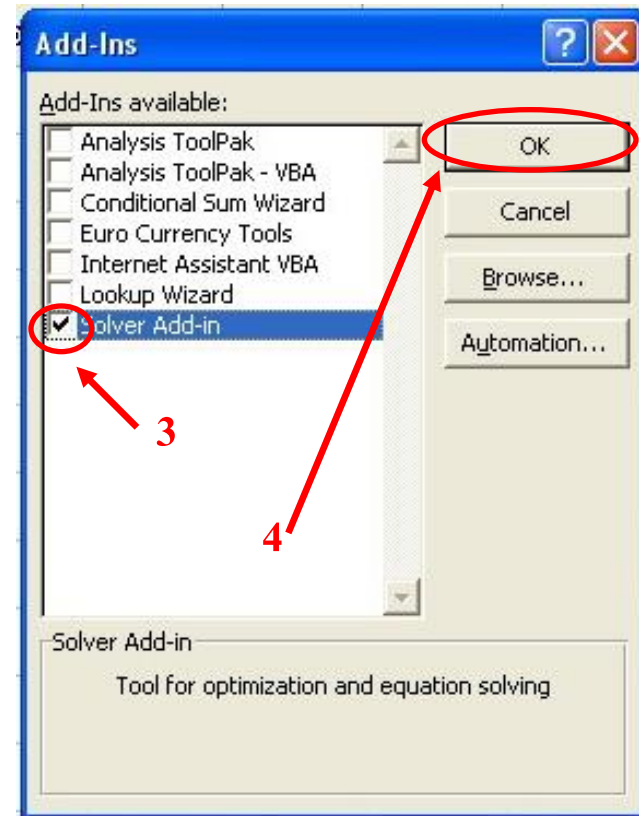 Add-Ins
?
Add-Ins available:
Analysis ToolPak
Analysis ToolPak - VBA
Conditional Sum Wizard
Euro Currency Tools
Internet Assistant VBA
Lookup Wizard
Solver Add-in
OK
Cancel
Browse...
Automation...
3
4
Solver Add-in
Tool for optimization and equation solving